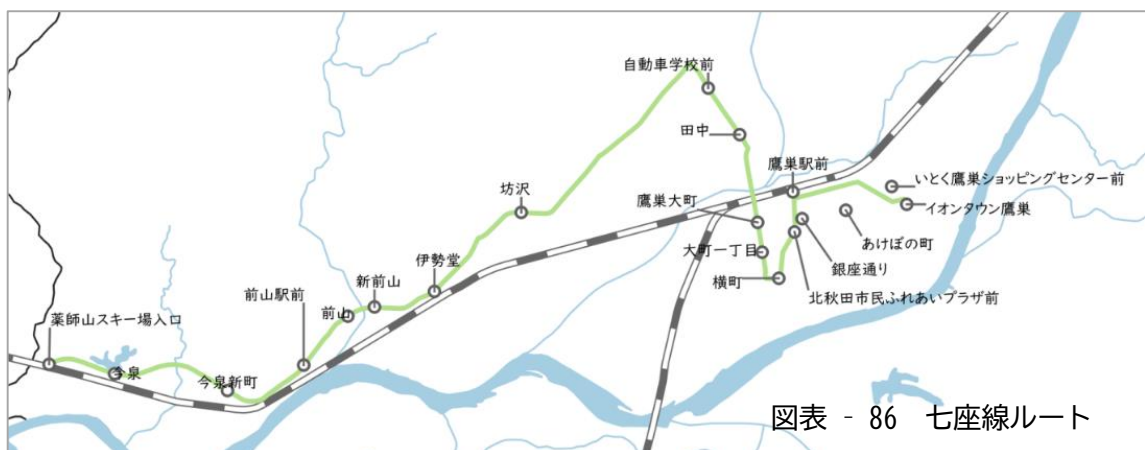 自動車学校前
田中
鷹巣駅前
いとく鷹巣ショッピングセンター前
坊沢
鷹巣大町
イオンタウン鷹巣
あけぼの町
大町一丁目
銀座通り
伊勢堂
新前山
横町
北秋田市民ふれあいプラザ前
前山駅前
前山
薬師山スキー場入口
今泉
今泉新町
図表 - 86 七座線ルート